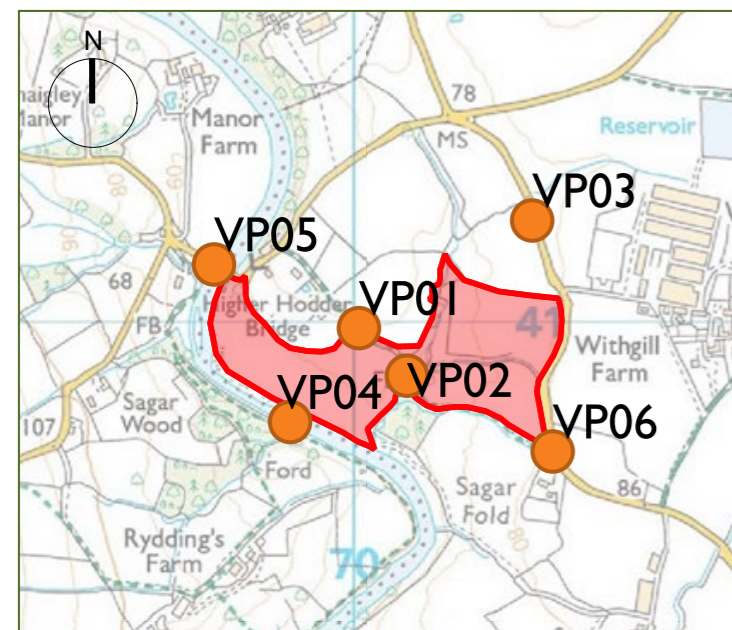 N
78
MS
Manor
Farm
Reservoir
VP03
VP05
68
Higher Hodder
Bridge
FB
VP01
41
Withgill
Farm
VP02
VP04
VP06
Sagar
Wood
107
Ford
Sagar
Fold
86
80
Rydding's
Farm
70